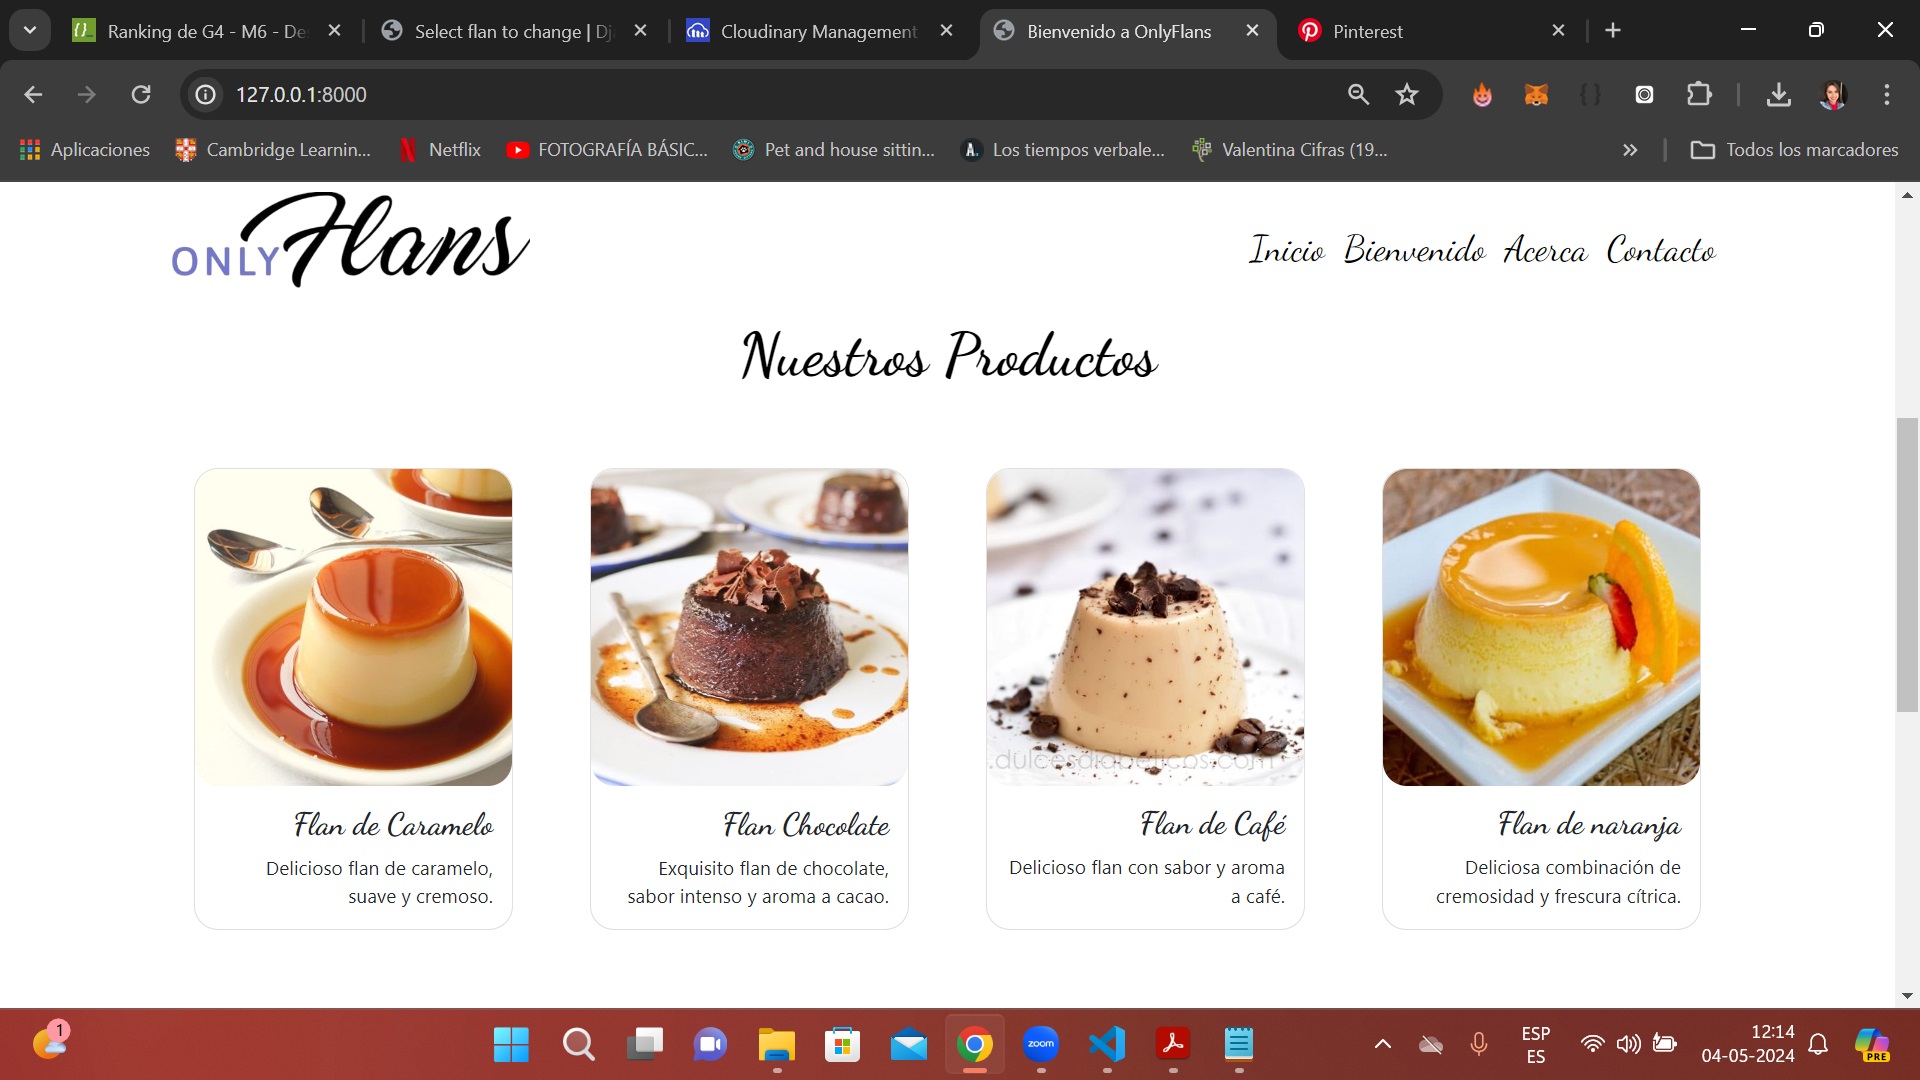 Ranking de G4 - M6 - De
Select flan to change | Dj
Cloudinary Management
Bienvenido a OnlyFlans
Pinterest
127.0.0.1:8000
Aplicaciones
Cambridge Learnin...
Netflix
FOTOGRAFÍA BÁSIC...
Pet and house sittin...
Los tiempos verbale...
Valentina Cifras (19...
Todos los marcadores
ONLY Flans
Inicio Bienvenido Acerca Contacto
Nuestros Productos
.dulcesdiabeticos.com
Flan de Caramelo
Delicioso flan de caramelo,
suave y cremoso.
Flan Chocolate
Exquisito flan de chocolate,
sabor intenso y aroma a cacao.
Flan de Café
Delicioso flan con sabor y aroma
a café.
Flan de naranja
Deliciosa combinación de
cremosidad y frescura cítrica.
1
zoom
ESP
ES
12:14
04-05-2024
PRE